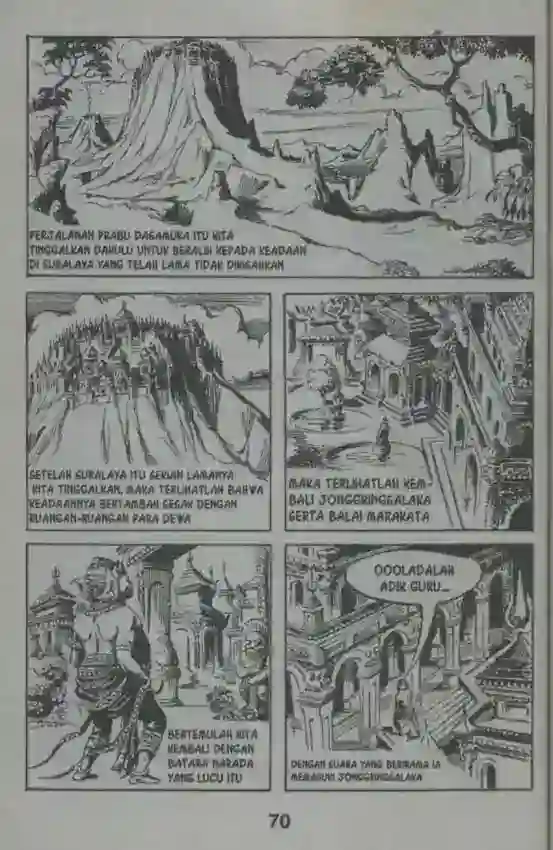 PERJALANAN PRABU DASAMUKA ITU KITA
TINGGALKAN DAHULU UNTUK BERALIH KEPADA KEADAAN
DI SURALAYA YANG TELAH LAMA TIDAK DIKISAHKAN
SETELAH SURALAYA ITU SEKIAN LAMANYA
KITA TINGGALKAN, MAKA TERLIHATLAH BAHWA
KEADAANNYA BERTAMBAH SESAK DENGAN
RUANGAN-RUANGAN PARA DEWA
MAKA TERLIHATLAH KEM-
BALI JONGGRINGSALAKA
SERTA BALAI MARAKATA
BERTEMULAH KITA
KEMBALI DENGAN
BATARA NARADA
YANG LUCU ITU
OOOLADALAH
ADIK GURU...
DENGAN SUARA YANG BERIRAMA IA
MEMASUKI JONGGRINGSALAKA
70